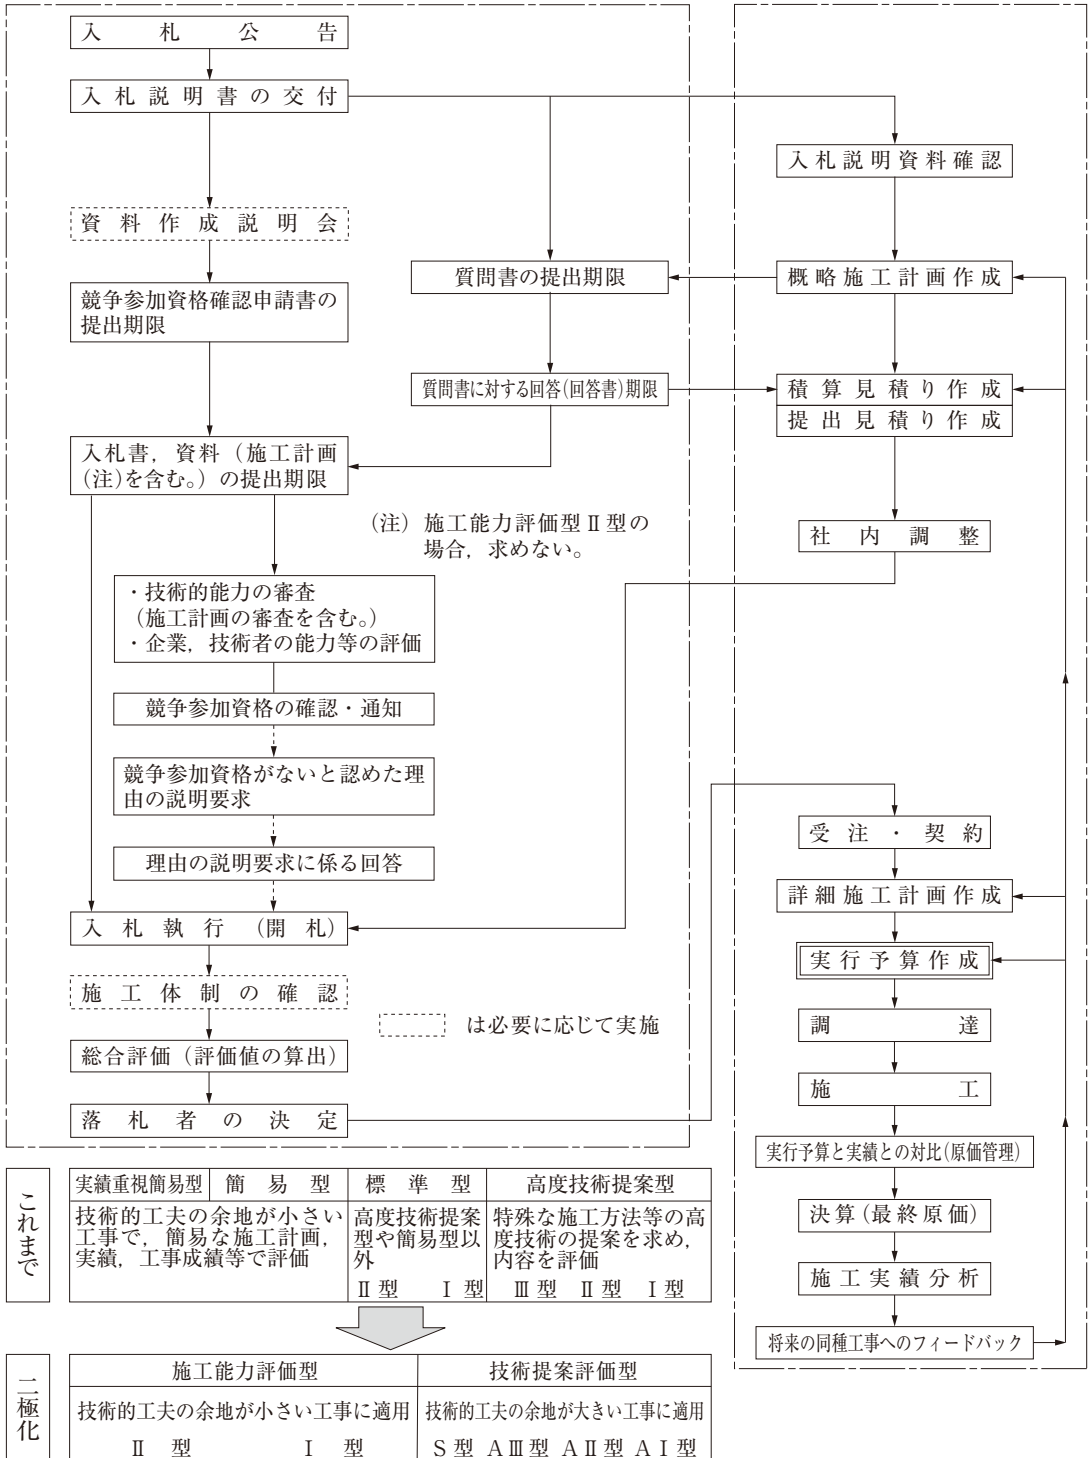 入札公告
入札説明書の交付
資料作成説明会
競争参加資格確認申請書の
提出期限
入札書，資料（施工計画
(注)を含む。）の提出期限
質問書の提出期限
質問書に対する回答(回答書)期限
（注）施工能力評価型Ⅱ型の
場合，求めない。
・技術的能力の審査
（施工計画の審査を含む。）
・企業，技術者の能力等の評価
競争参加資格の確認・通知
競争参加資格がないと認めた理
由の説明要求
理由の説明要求に係る回答
入札執行（開札）
施工体制の確認
は必要に応じて実施
総合評価（評価値の算出）
落札者の決定
入札説明資料確認
概略施工計画作成
積算見積り作成
提出見積り作成
社内調整
受注・契約
詳細施工計画作成
実行予算作成
調達
施工
実行予算と実績との対比(原価管理)
決算(最終原価)
施工実績分析
将来の同種工事へのフィードバック
これまで
実績重視簡易型
簡易型
標準型
高度技術提案型
技術的工夫の余地が小さい
工事で，簡易な施工計画，
実績，工事成績等で評価
高度技術提案
型や簡易型以
外
Ⅱ型 Ⅰ型
特殊な施工方法等の高
度技術の提案を求め，
内容を評価
Ⅲ型 Ⅱ型 Ⅰ型
二極化
施工能力評価型
技術提案評価型
技術的工夫の余地が小さい工事に適用
技術的工夫の余地が大きい工事に適用
Ⅱ型 Ⅰ型
S型 AⅢ型 AⅡ型 AⅠ型